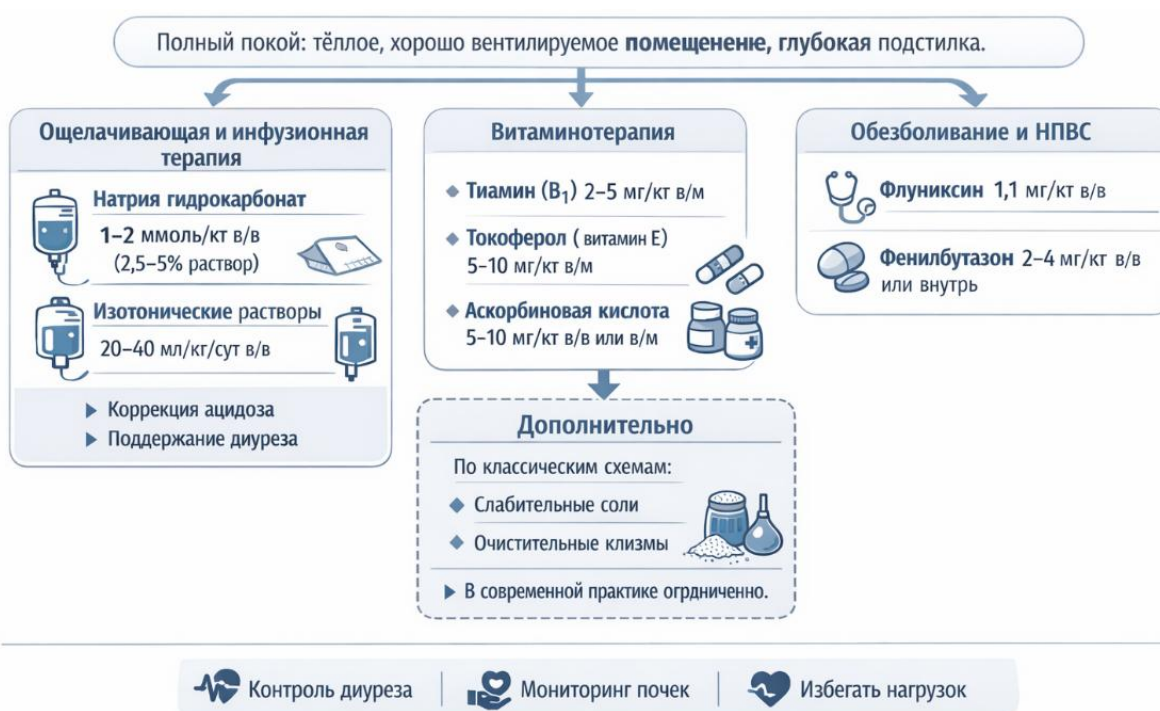 Полный покой: тёллое, хорошо вентилируемое помещенение, глубокая подстилка.
Ощелачивающая и инфузионная
терапия
Натрия гидрокарбонат
1–2 ммоль/кт в/в
(2,5–5% раствор)
Изотонические растворы
20–40 мл/кг/сут в/в
▶ Коррекция ацидоза
▶ Поддержание диуреза
Витаминотерапия
◆ Тиамин (B₁) 2–5 мг/кт в/м
◆ Токоферол ( витамин Е)
5–10 мг/кт в/м
◆ Аскорбиновая кислота
5–10 мг/кт в/в или в/м
Дополнительно
По классическим схемам:
◆ Слабительные соли
◆ Очистительные клизмы
▶ В современной практике огрдниченно.
Обезболивание и НПВС
Флуниксин 1,1 мг/кт в/в
Фенилбутазон 2–4 мг/кт в/в
или внутрь
Контроль диуреза
Мониторинг почек
Избегать нагрузок